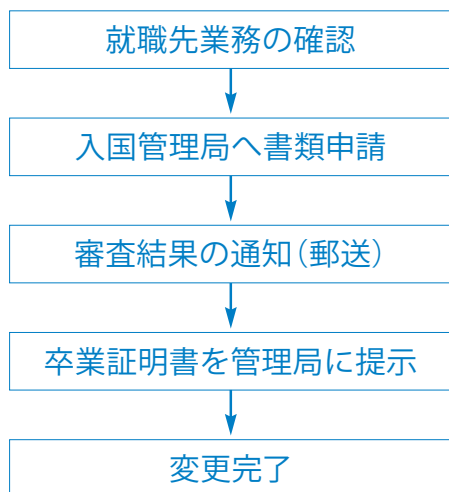 就職先業務の確認
入国管理局へ書類申請
審査結果の通知(郵送)
卒業証明書を管理局に提示
変更完了